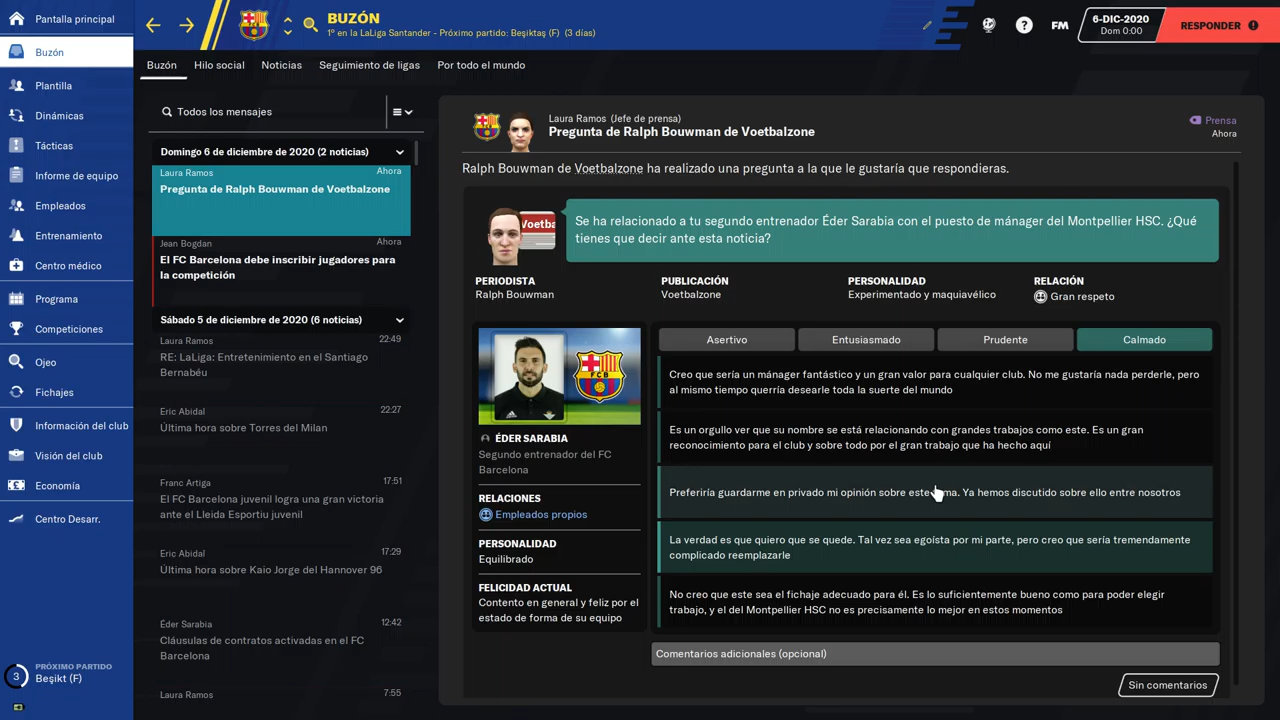 Pantalla principal
Buzón
Plantilla
Dinámicas
Tácticas
Informe de equipo
Empleados
Entrenamiento
Centro médico
Programa
Competiciones
Ojeo
Fichajes
Información del club
Visión del club
Economía
Centro Desarr.
3
PRÓXIMO PARTIDO
Beşikt (F)
BUZÓN
1º en la LaLiga Santander - Próximo partido: Beşiktaş (F) (3 días)
FM
6-DIC-2020
Dom 0:00
RESPONDER
Buzón
Hilo social
Noticias
Seguimiento de ligas
Por todo el mundo
Todos los mensajes
Domingo 6 de diciembre de 2020 (2 noticias)
Laura Ramos
Ahora
Pregunta de Ralph Bouwman de Voetbalzone
Jean Bogdan
Ahora
El FC Barcelona debe inscribir jugadores para
la competición
Sábado 5 de diciembre de 2020 (6 noticias)
Laura Ramos
22:49
RE: LaLiga: Entretenimiento en el Santiago
Bernabéu
Eric Abidal
22:27
Última hora sobre Torres del Milan
Franc Artiga
17:51
El FC Barcelona juvenil logra una gran victoria
ante el Lleida Esportiu juvenil
Eric Abidal
17:29
Última hora sobre Kaio Jorge del Hannover 96
Éder Sarabia
12:42
Cláusulas de contratos activadas en el FC
Barcelona
Laura Ramos
7:55
Laura Ramos (Jefe de prensa)
Pregunta de Ralph Bouwman de Voetbalzone
Prensa
Ahora
Ralph Bouwman de Voetbalzone ha realizado una pregunta a la que le gustaría que respondieras.
Voetba
Se ha relacionado a tu segundo entrenador Éder Sarabia con el puesto de mánager del Montpellier HSC. ¿Qué
tienes que decir ante esta noticia?
PERIODISTA
Ralph Bouwman
PUBLICACIÓN
Voetbalzone
PERSONALIDAD
Experimentado y maquiavélico
RELACIÓN
Gran respeto
FCB
ÉDER SARABIA
Segundo entrenador del FC
Barcelona
RELACIONES
Empleados propios
PERSONALIDAD
Equilibrado
FELICIDAD ACTUAL
Contento en general y feliz por el
estado de forma de su equipo
Asertivo
Entusiasmado
Prudente
Calmado
Creo que sería un mánager fantástico y un gran valor para cualquier club. No me gustaría nada perderle, pero
al mismo tiempo querría desearle toda la suerte del mundo
Es un orgullo ver que su nombre se está relacionando con grandes trabajos como este. Es un gran
reconocimiento para el club y sobre todo por el gran trabajo que ha hecho aquí
Preferiría guardarme en privado mi opinión sobre este ma. Ya hemos discutido sobre ello entre nosotros
La verdad es que quiero que se quede. Tal vez sea egoísta por mi parte, pero creo que sería tremendamente
complicado reemplazarle
No creo que este sea el fichaje adecuado para él. Es lo suficientemente bueno como para poder elegir
trabajo, y el del Montpellier HSC no es precisamente lo mejor en estos momentos
Comentarios adicionales (opcional)
Sin comentarios